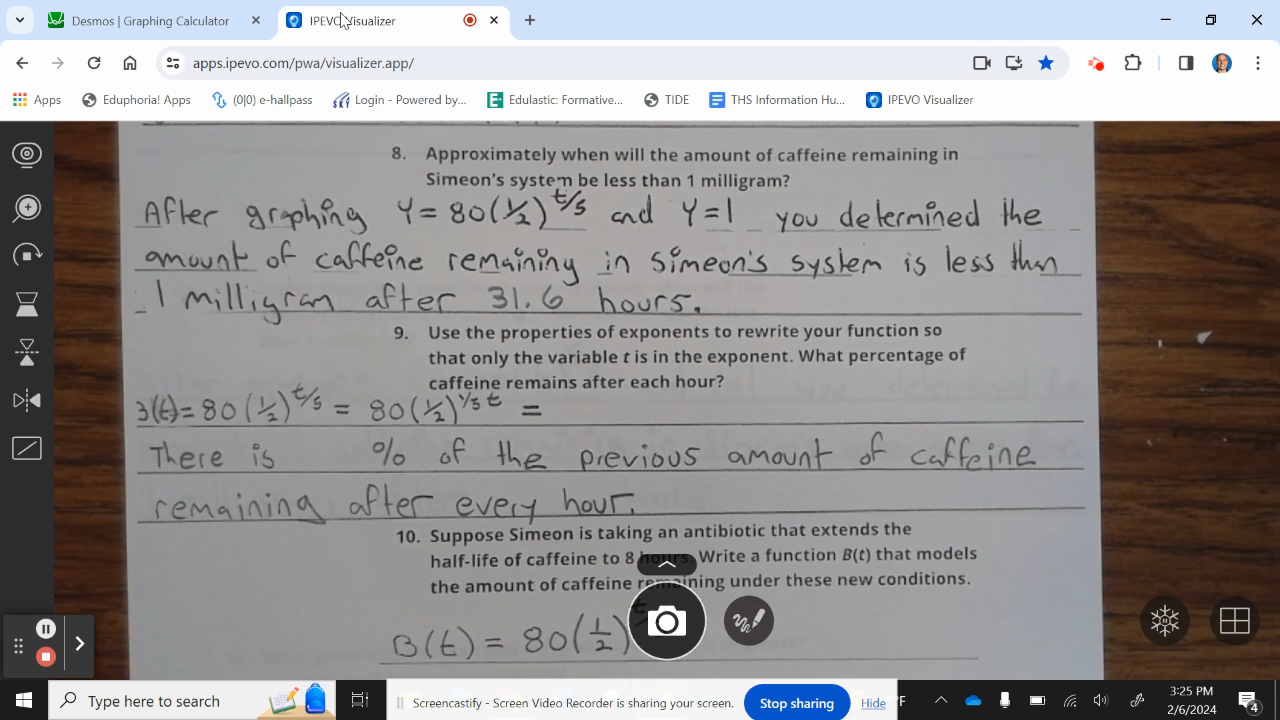 Desmos | Graphing Calculator
IPEVO Visualizer
apps.ipevo.com/pwa/visualizer.app/
Apps
Eduphoria! Apps
(0|0) e-hallpass
Login - Powered by...
Edulastic: Formative...
TIDE
THS Information Hu...
IPEVO Visualizer
8. Approximately when will the amount of caffeine remaining in
Simeon's system be less than 1 milligram?
After graphing Y = 80(1/2)^t/5 and Y=1 you determined the
amount of caffeine remaining in Simeon's system is less than
1 milligram after 31.6 hours.
9. Use the properties of exponents to rewrite your function so
that only the variable t is in the exponent. What percentage of
caffeine remains after each hour?
B(t) = 80(1/2)^t/5 = 80(1/2)^1/5 t =
There is % of the previous amount of caffeine
remaining after every hour.
10. Suppose Simeon is taking an antibiotic that extends the
half-life of caffeine to 8 hours. Write a function B(t) that models
the amount of caffeine remaining under these new conditions.
B(t) = 80(1/2)
Type here to search
Screencastify - Screen Video Recorder is sharing your screen.
Stop sharing
Hide
3:25 PM
2/6/2024
4